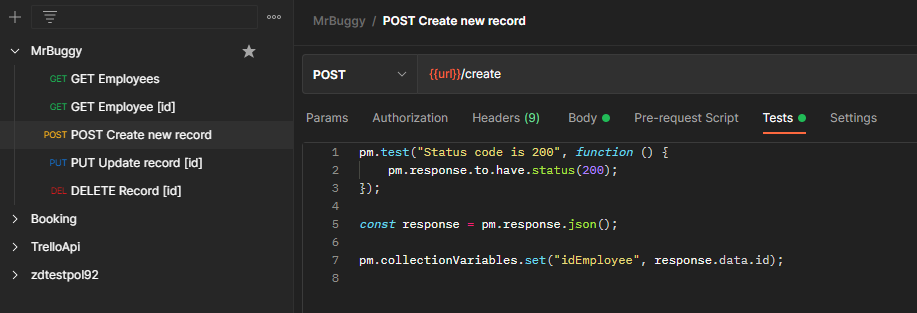 MrBuggy
GET GET Employees
GET GET Employee [id]
POST POST Create new record
PUT PUT Update record [id]
DEL DELETE Record [id]
Booking
TrelloApi
zdtestpol92
MrBuggy / POST Create new record
POST {{url}}/create
Params Authorization Headers (9) Body Pre-request Script Tests Settings
1 pm.test("Status code is 200", function () {
2 pm.response.to.have.status(200);
3 });
4
5 const response = pm.response.json();
6
7 pm.collectionVariables.set("idEmployee", response.data.id);
8